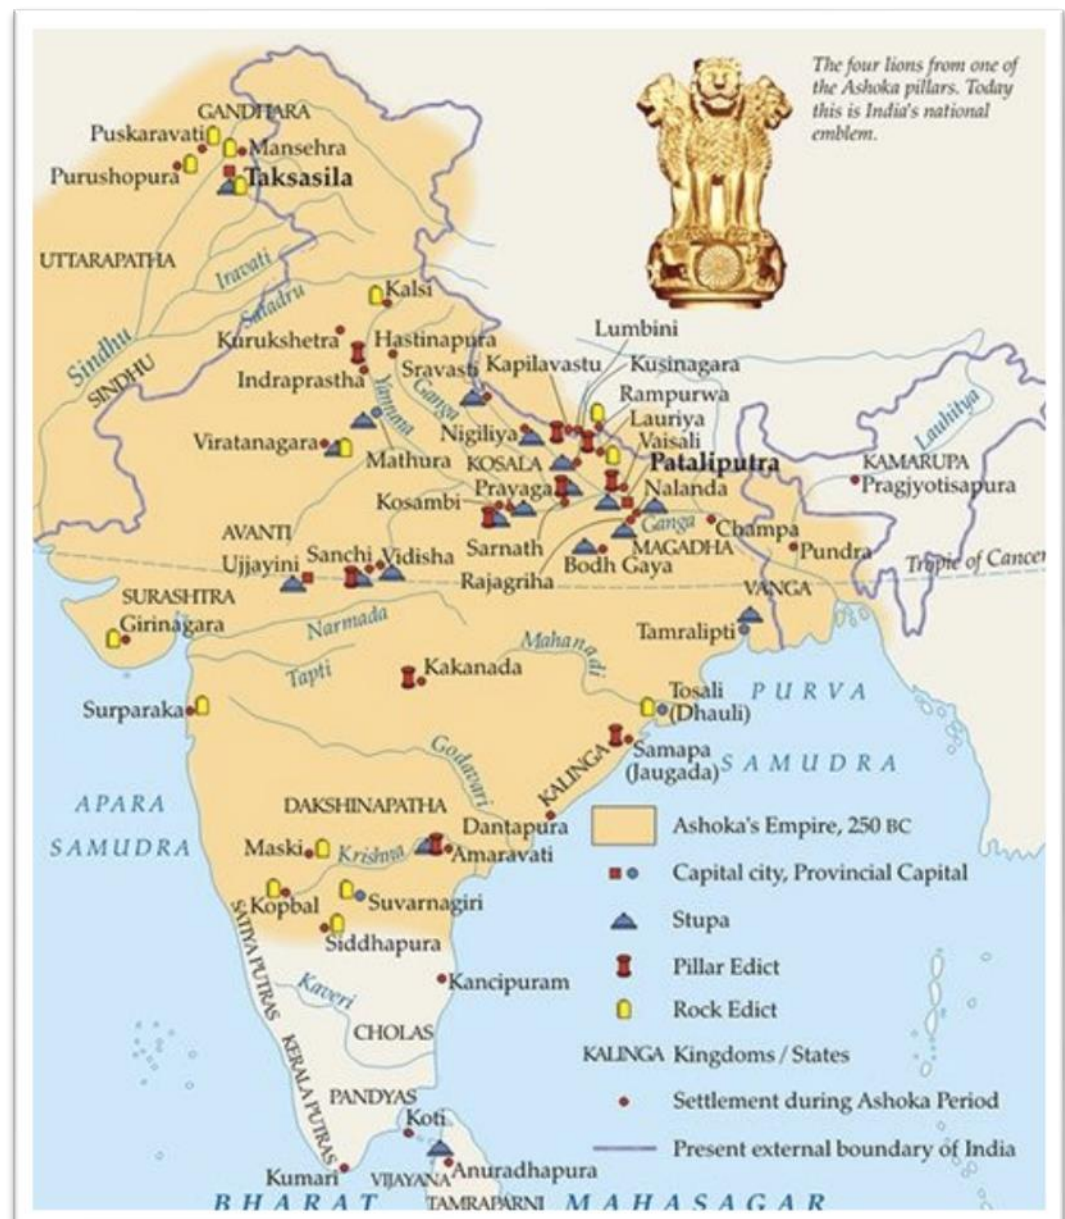 The four lions from one of
the Ashoka pillars. Today
this is India's national
emblem.
GANDHARA
Puskaravati
Mansehra
Purushopura
Taksasila
UTTARAPATHA
Iravati
Satadru
Kalsi
Sindhu
SINDHU
Kurukshetra
Hastinapura
Lumbini
Sravasti
Kapilavastu
Kusinagara
Indraprastha
Yamuna
Ganga
Rampurwa
Lauriya
Lauhitya
Viratanagara
Nigiliya
Vaisali
Mathura
KOSALA
Pataliputra
KAMARUPA
Pragjyotisapura
Kosambi
Prayaga
Nalanda
Ganga
Champa
AVANTI
Sarnath
MAGADHA
Pundra
Ujjayini
Sanchi
Vidisha
Bodh Gaya
Rajagriha
Tropic of Cancer
VANGA
SURASHTRA
Girinagara
Narmada
Tamralipti
Mahanadi
Tapti
Kakanada
Surparaka
Tosali
(Dhauli)
PURVA
SAMUDRA
Samapa
(Jaugada)
Godavari
KALINGA
APARA
SAMUDRA
DAKSHINAPATHA
Dantapura
Maski
Krishna
Amaravati
Kopbal
Suvarnagiri
Siddhapura
SATIYA PUTRAS
Kaveri
Kancipuram
CHOLAS
KERALA PUTRAS
PANDYAS
Koti
Kumari
VIJAYANA
Anuradhapura
TAMRAPARNI
BHARAT MAHASAGAR
Ashoka's Empire, 250 BC
Capital city, Provincial Capital
Stupa
Pillar Edict
Rock Edict
KALINGA Kingdoms / States
Settlement during Ashoka Period
Present external boundary of India